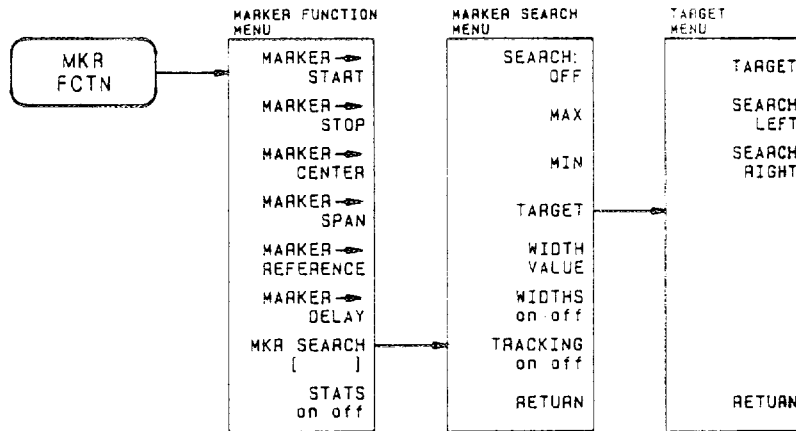 MKR
FCTN
MARKER FUNCTION
MENU
MARKER →
START
MARKER →
STOP
MARKER →
CENTER
MARKER →
SPAN
MARKER →
REFERENCE
MARKER →
DELAY
MKR SEARCH
[ ]
STATS
on off
MARKER SEARCH
MENU
SEARCH:
OFF
MAX
MIN
TARGET
WIDTH
VALUE
WIDTHS
on off
TRACKING
on off
RETURN
TARGET
MENU
TARGET
SEARCH
LEFT
SEARCH
RIGHT
RETURN